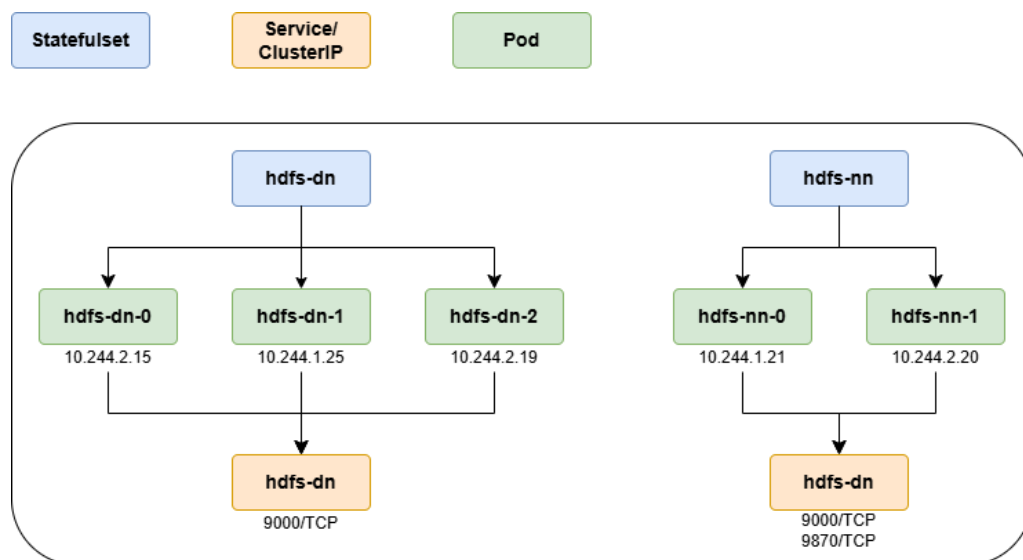 Statefulset
Service/
ClusterIP
Pod
hdfs-dn
hdfs-nn
hdfs-dn-0
hdfs-dn-1
hdfs-dn-2
hdfs-nn-0
hdfs-nn-1
10.244.2.15
10.244.1.25
10.244.2.19
10.244.1.21
10.244.2.20
hdfs-dn
hdfs-dn
9000/TCP
9000/TCP
9870/TCP